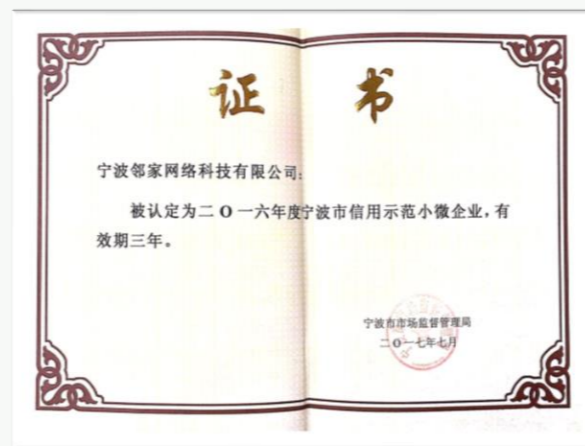 证 书
宁波邻家网络科技有限公司:
被认定为二O一六年度宁波市信用示范小微企业,有
效期三年。
宁波市市场监督管理局
二O一七年七月